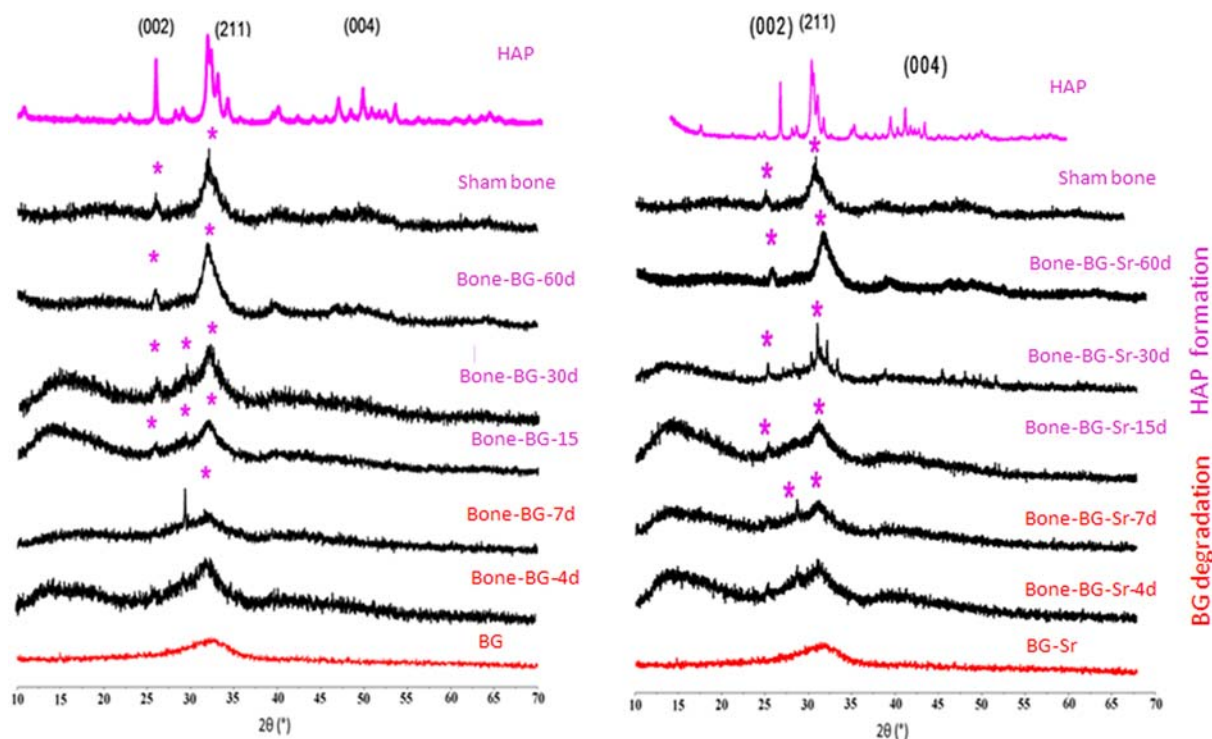 (002) (211) (004)
HAP
*
* Sham bone
*
* Bone-BG-60d
*
* * Bone-BG-30d
* * *
Bone-BG-15
*
Bone-BG-7d
Bone-BG-4d
BG
10 15 20 25 30 35 40 45 50 55 60 65 70
2θ (°)
(002) (211)
(004)
HAP
*
* Sham bone
* *
Bone-BG-Sr-60d
*
* Bone-BG-Sr-30d
*
* Bone-BG-Sr-15d
* *
Bone-BG-Sr-7d
Bone-BG-Sr-4d
BG-Sr
10 15 20 25 30 35 40 45 50 55 60 65 70
2θ (°)
HAP formation
BG degradation